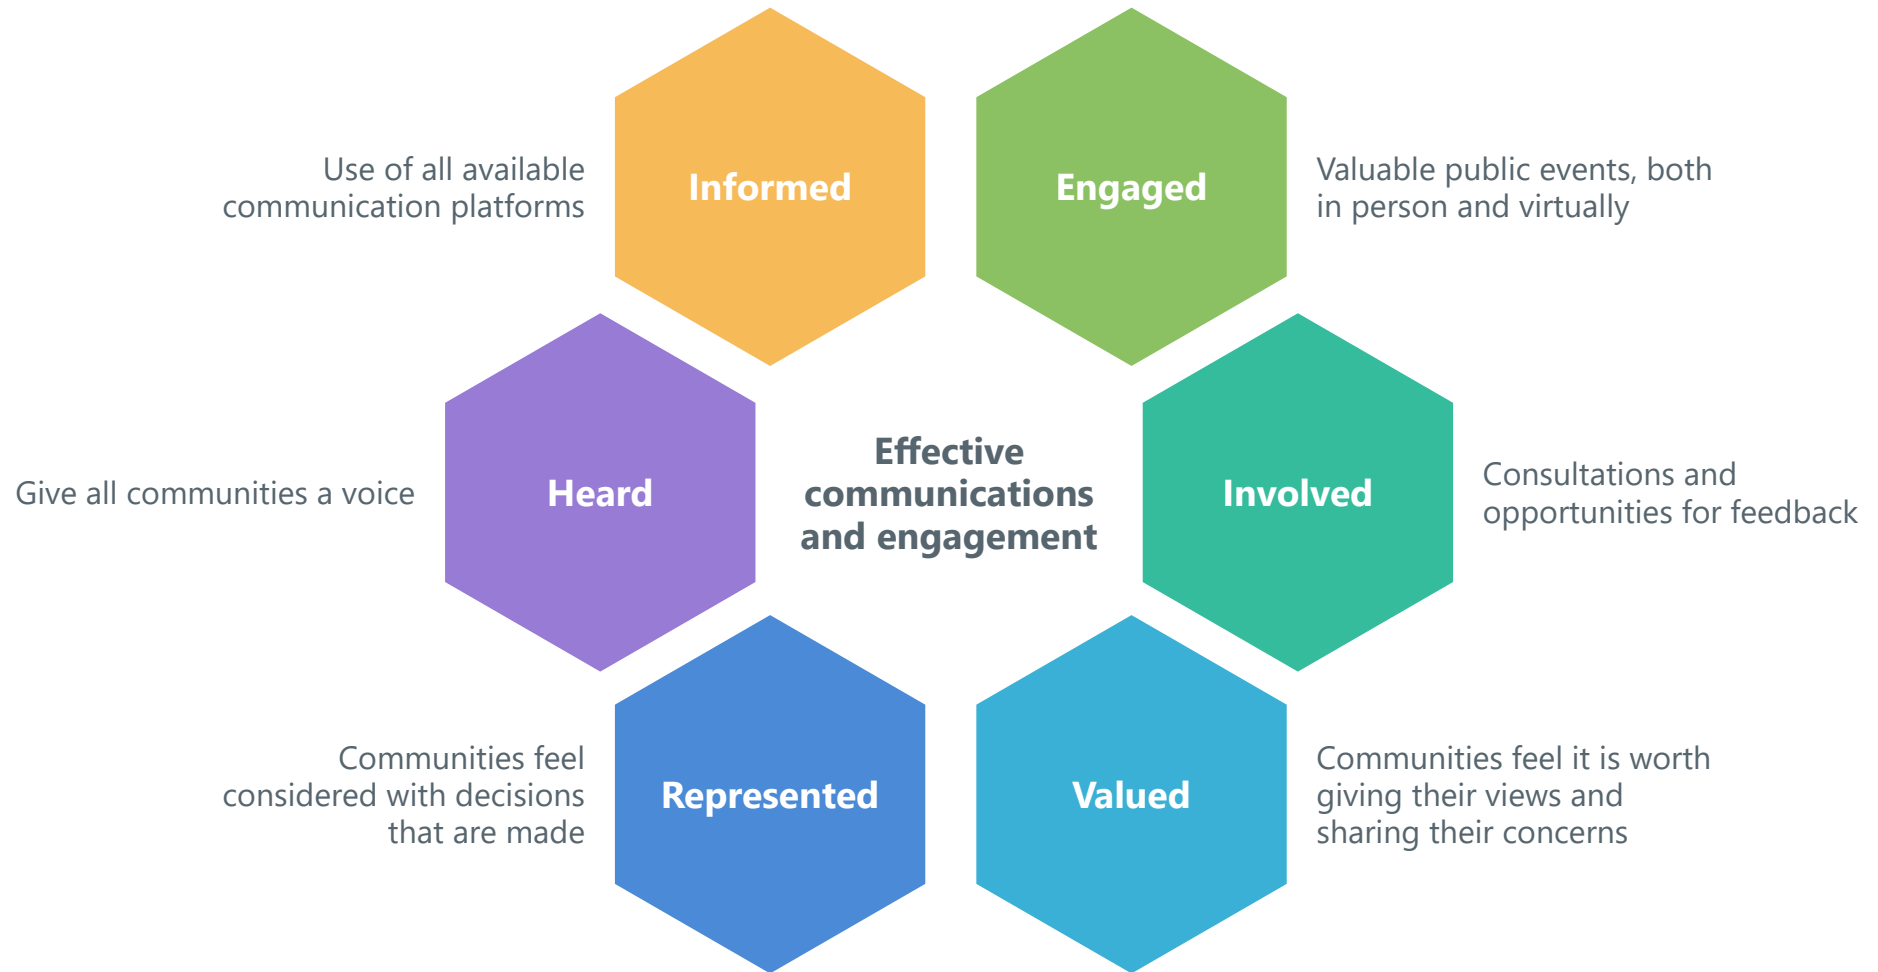 Informed
Use of all available
communication platforms
Engaged
Valuable public events, both
in person and virtually
Heard
Give all communities a voice
Effective
communications
and engagement
Involved
Consultations and
opportunities for feedback
Represented
Communities feel
considered with decisions
that are made
Valued
Communities feel it is worth
giving their views and
sharing their concerns